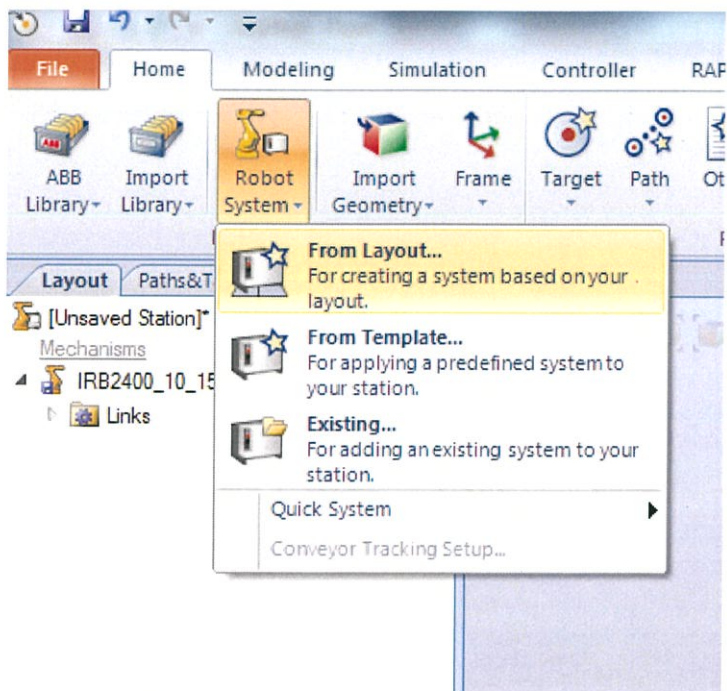 File Home Modeling Simulation Controller
ABB Import Robot Import Frame Target Path
Library Library System Geometry
Layout Paths&T
From Layout...
For creating a system based on your
layout.
[Unsaved Station]*
From Template...
Mechanisms
For applying a predefined system to
IRB2400_10_15
your station.
Links
Existing...
For adding an existing system to your
station.
Quick System
Conveyor Tracking Setup...